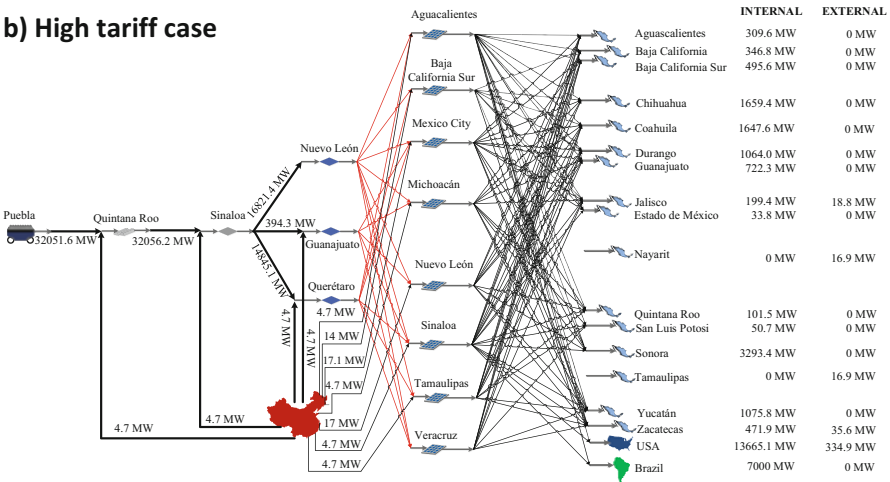 b) High tariff case
INTERNAL EXTERNAL
Aguacalientes
Baja
California Sur
Mexico City
Michoacán
Nuevo León
Sinaloa
Tamaulipas
Veracruz
Nuevo León
Guanajuato
Querétaro
Puebla
Quintana Roo
Sinaloa
32051.6 MW
32056.2 MW
16821.4 MW
394.3 MW
14845.1 MW
4.7 MW
4.7 MW
4.7 MW
14 MW
17.1 MW
4.7 MW
17 MW
4.7 MW
4.7 MW
4.7 MW
4.7 MW
Aguascalientes 309.6 MW 0 MW
Baja California 346.8 MW 0 MW
Baja California Sur 495.6 MW 0 MW
Chihuahua 1659.4 MW 0 MW
Coahuila 1647.6 MW 0 MW
Durango 1064.0 MW 0 MW
Guanajuato 722.3 MW 0 MW
Jalisco 199.4 MW 18.8 MW
Estado de México 33.8 MW 0 MW
Nayarit 0 MW 16.9 MW
Quintana Roo 101.5 MW 0 MW
San Luis Potosi 50.7 MW 0 MW
Sonora 3293.4 MW 0 MW
Tamaulipas 0 MW 16.9 MW
Yucatán 1075.8 MW 0 MW
Zacatecas 471.9 MW 35.6 MW
USA 13665.1 MW 334.9 MW
Brazil 7000 MW 0 MW